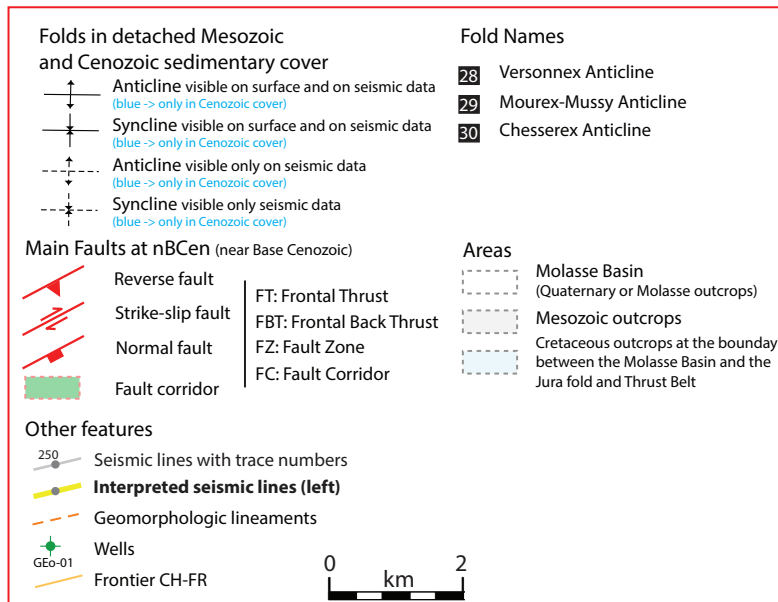 Folds in detached Mesozoic
and Cenozoic sedimentary cover
Anticline visible on surface and on seismic data
(blue -> only in Cenozoic cover)
Syncline visible on surface and on seismic data
(blue -> only in Cenozoic cover)
Anticline visible only on seismic data
(blue -> only in Cenozoic cover)
Syncline visible only seismic data
(blue -> only in Cenozoic cover)
Fold Names
28 Versonnex Anticline
29 Mourex-Mussy Anticline
30 Chesserex Anticline
Main Faults at nBCen (near Base Cenozoic)
Reverse fault
Strike-slip fault
Normal fault
Fault corridor
FT: Frontal Thrust
FBT: Frontal Back Thrust
FZ: Fault Zone
FC: Fault Corridor
Areas
Molasse Basin
(Quaternary or Molasse outcrops)
Mesozoic outcrops
Cretaceous outcrops at the bounday
between the Molasse Basin and the
Jura fold and Thrust Belt
Other features
250 Seismic lines with trace numbers
Interpreted seismic lines (left)
Geomorphologic lineaments
Wells
GEo-01
Frontier CH-FR
0 2
km